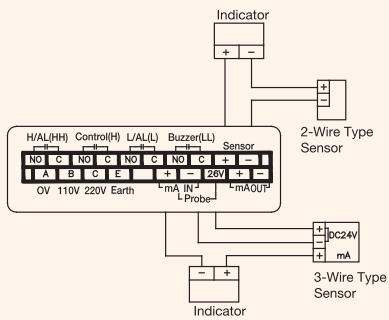 Indicator
+ −
+
−
2-Wire Type
Sensor
H/AL(HH) Control(H) L/AL(L) Buzzer(LL) Sensor
NO C NO C NO C NO C + −
A B C E + − 26V + −
OV 110V 220V Earth mA IN mAOUT
Probe
+
− DC24V
+ mA
3-Wire Type
Sensor
− +
Indicator